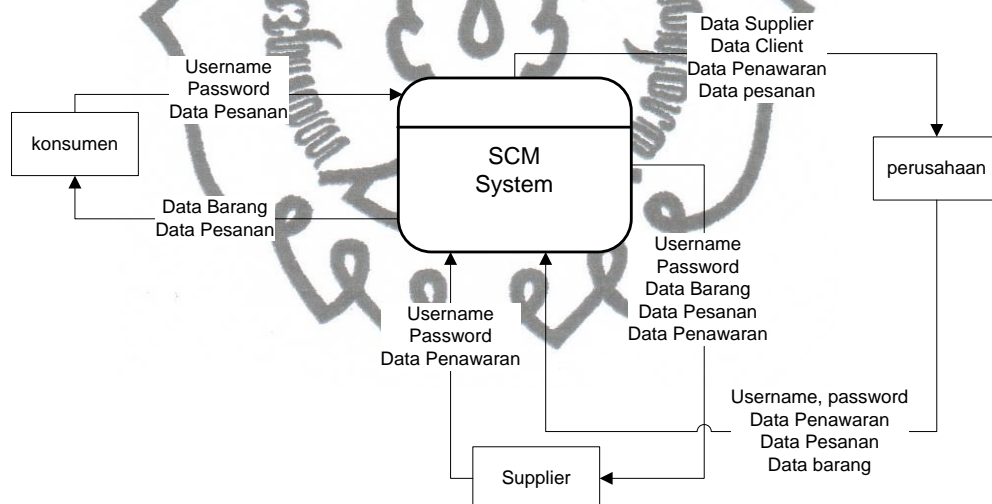 Data Supplier
Data Client
Data Penawaran
Data pesanan
Username
Password
Data Pesanan
konsumen
SCM
System
perusahaan
Data Barang
Data Pesanan
Username
Password
Data Barang
Data Pesanan
Data Penawaran
Username
Password
Data Penawaran
Username, password
Data Penawaran
Data Pesanan
Data barang
Supplier